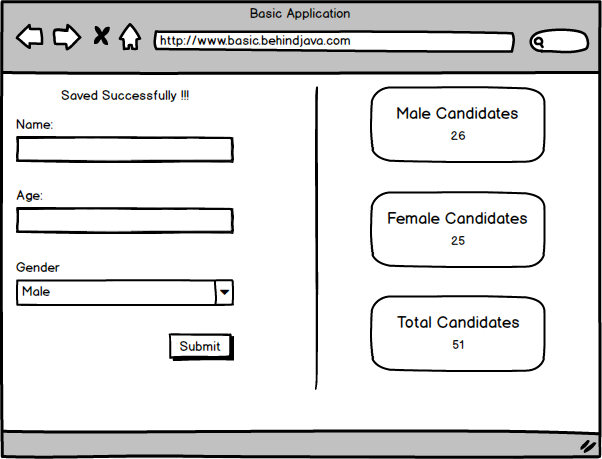 Basic Application
http://www.basic.behindjava.com
Saved Successfully !!!
Name:
Age:
Gender
Male
Submit
Male Candidates
26
Female Candidates
25
Total Candidates
51